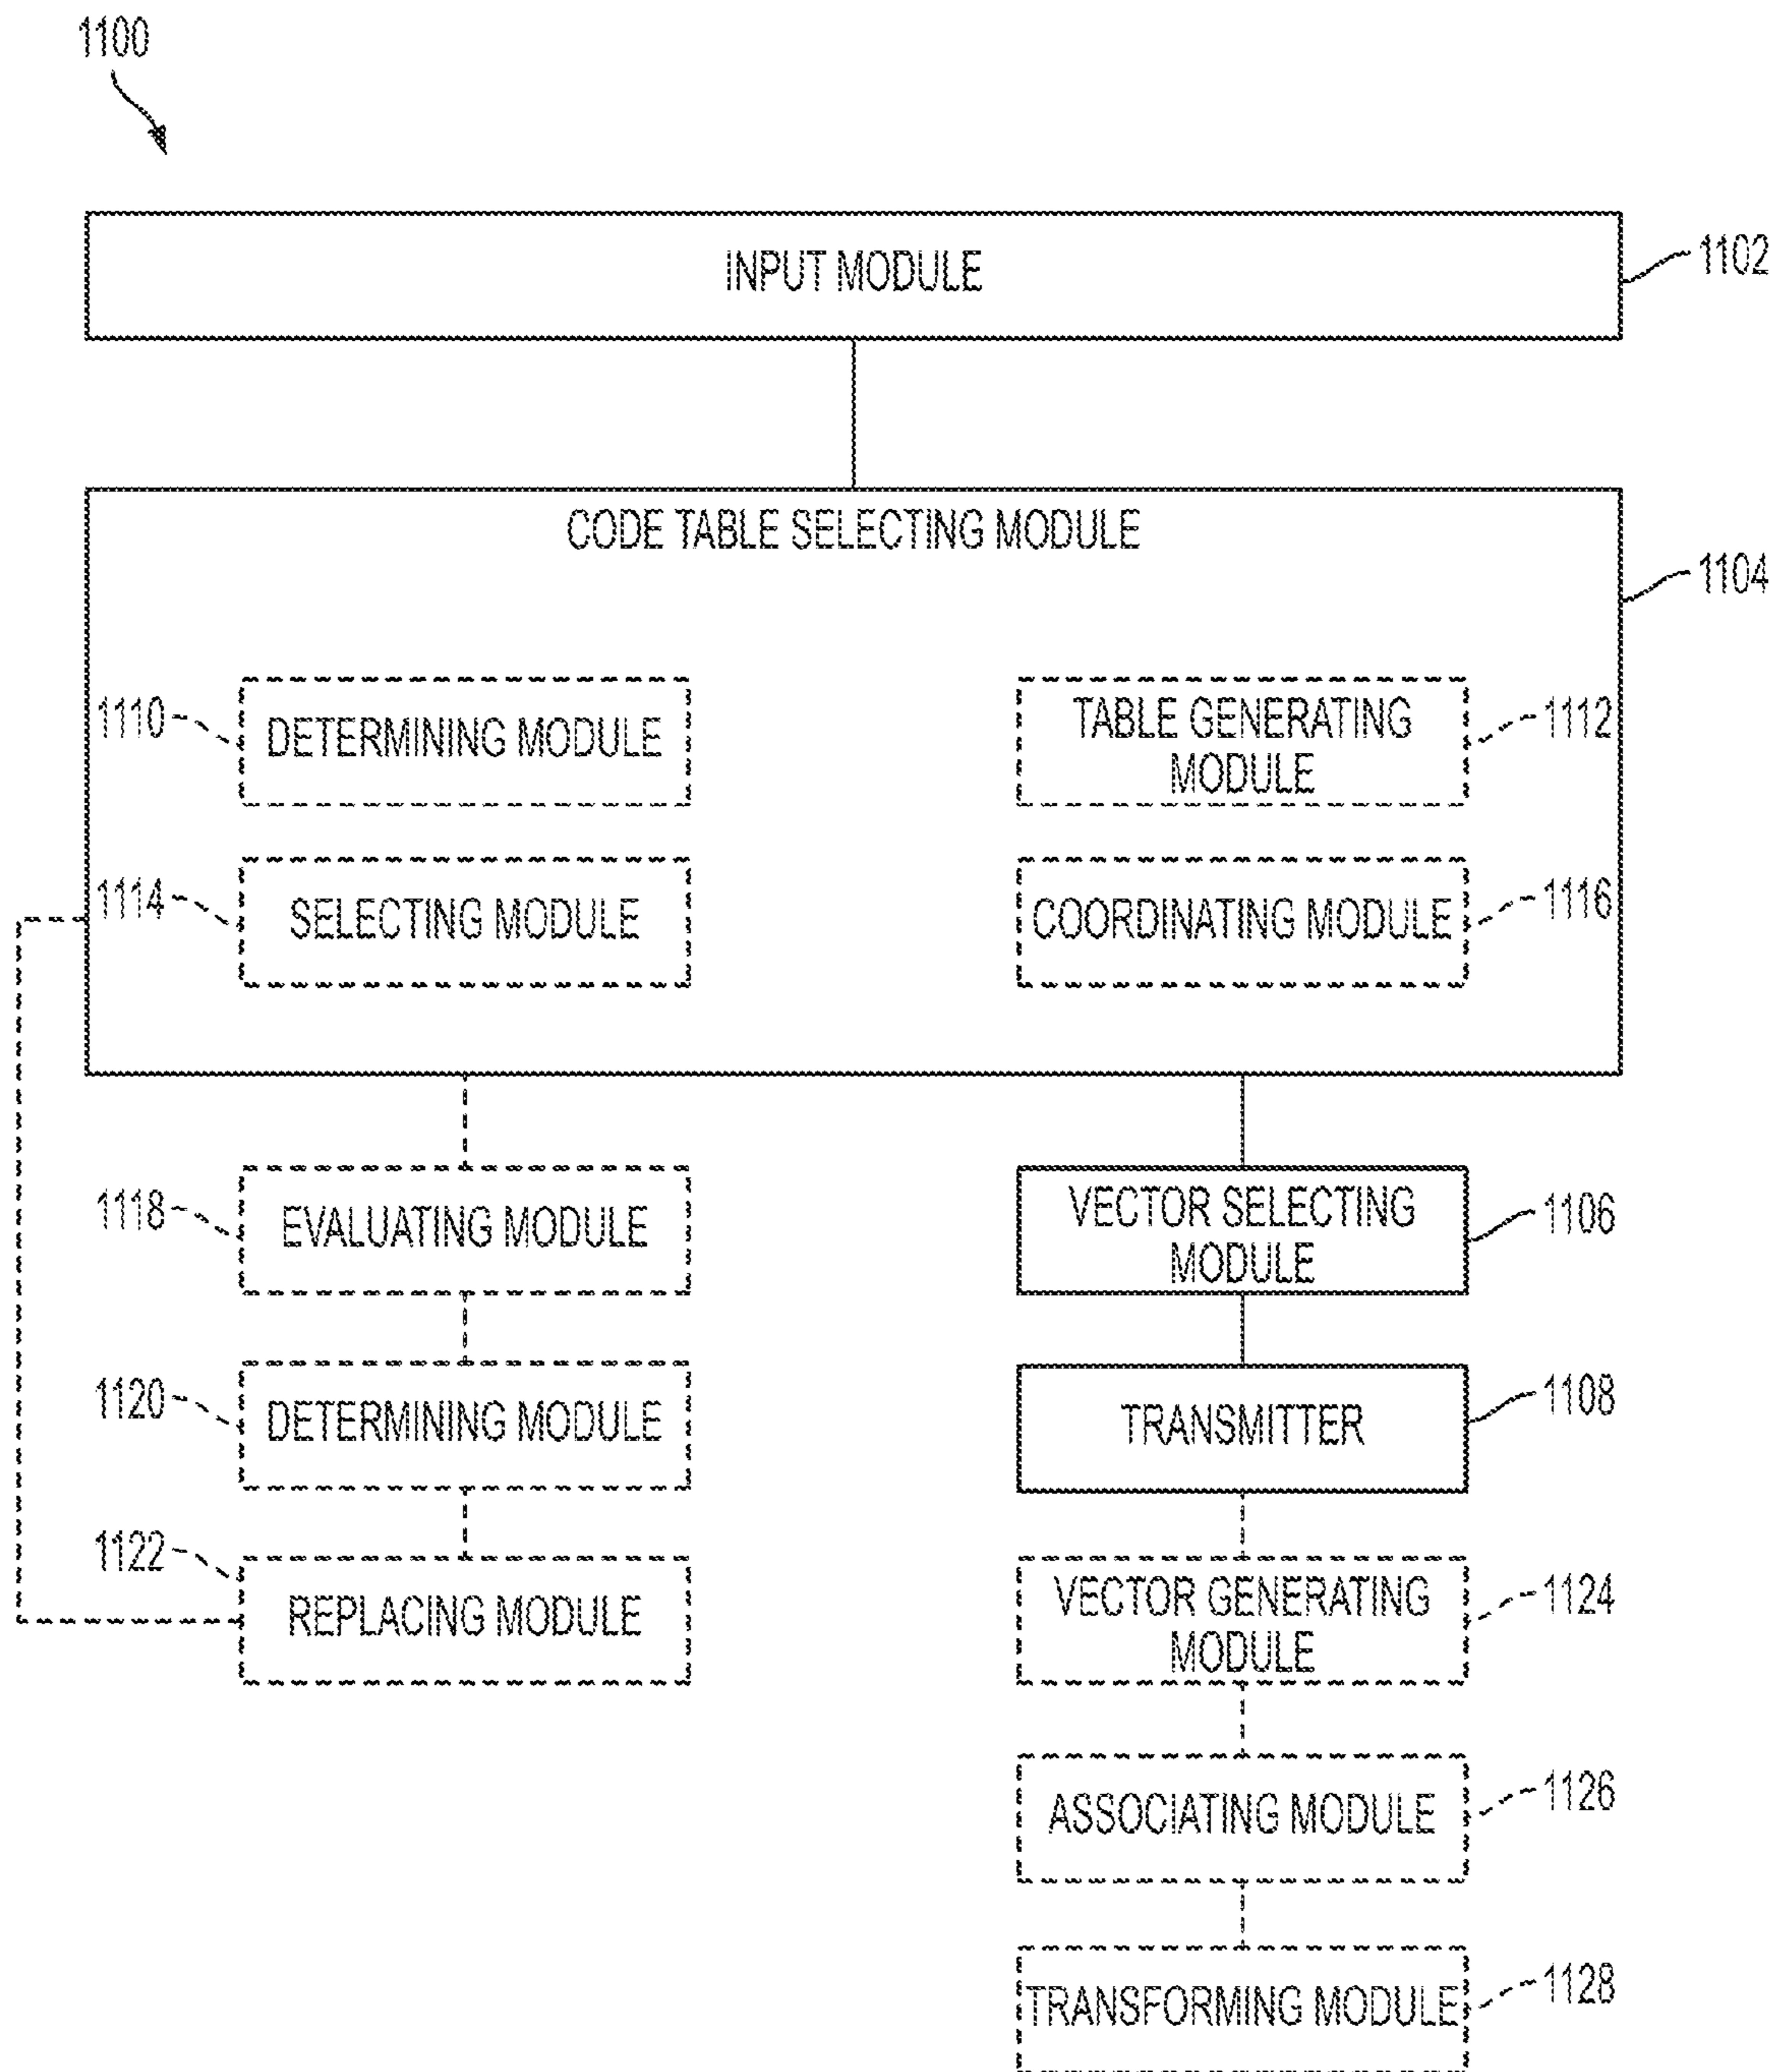 1100
INPUT MODULE
1102
CODE TABLE SELECTING MODULE
1104
1110
DETERMINING MODULE
TABLE GENERATING
MODULE
1112
1114
SELECTING MODULE
COORDINATING MODULE
1116
1118
EVALUATING MODULE
VECTOR SELECTING
MODULE
1106
1120
DETERMINING MODULE
TRANSMITTER
1108
1122
REPLACING MODULE
VECTOR GENERATING
MODULE
1124
ASSOCIATING MODULE
1126
TRANSFORMING MODULE
1128